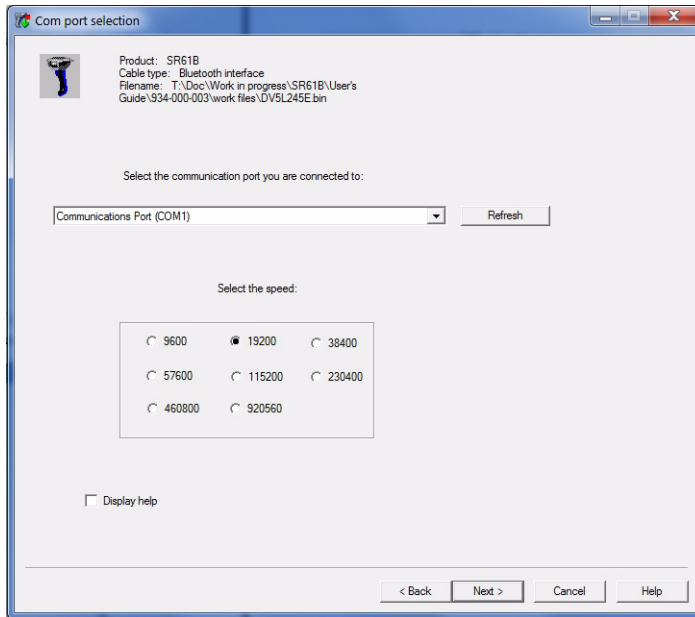 Com port selection
Product: SR61B
Cable type: Bluetooth interface
Filename: T:\Doc\Work in progress\SR61B\User's
Guide\934-000-003\work files\DV5L245E.bin
Select the communication port you are connected to:
Communications Port (COM1)
Refresh
Select the speed:
9600 19200 38400
57600 115200 230400
460800 920560
Display help
< Back Next > Cancel Help